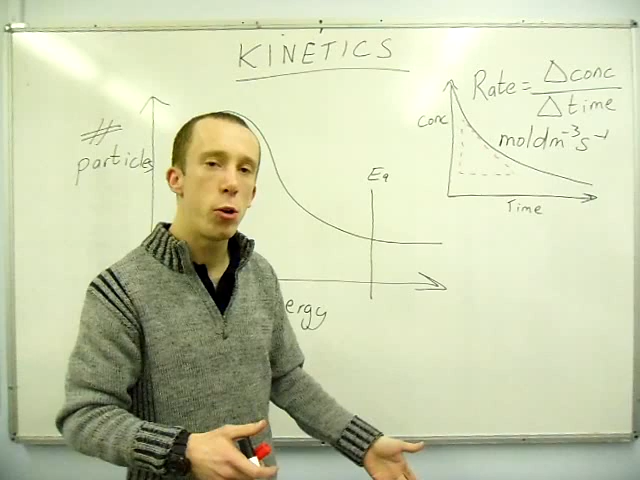 KINETICS
# particles
ergy
Ea
Conc
Time
Rate = Δconc
Δtime
moldm⁻³s⁻¹